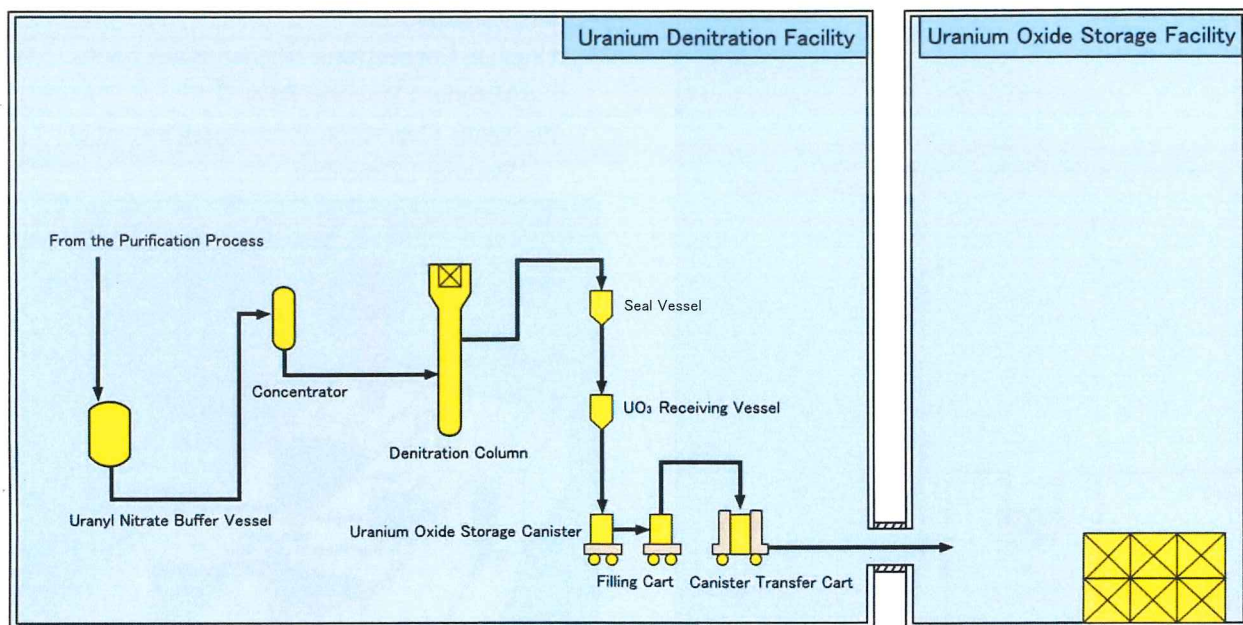 Uranium Denitration Facility
Uranium Oxide Storage Facility
From the Purification Process
Seal Vessel
Concentrator
UO₃ Receiving Vessel
Denitration Column
Uranyl Nitrate Buffer Vessel
Uranium Oxide Storage Canister
Filling Cart
Canister Transfer Cart